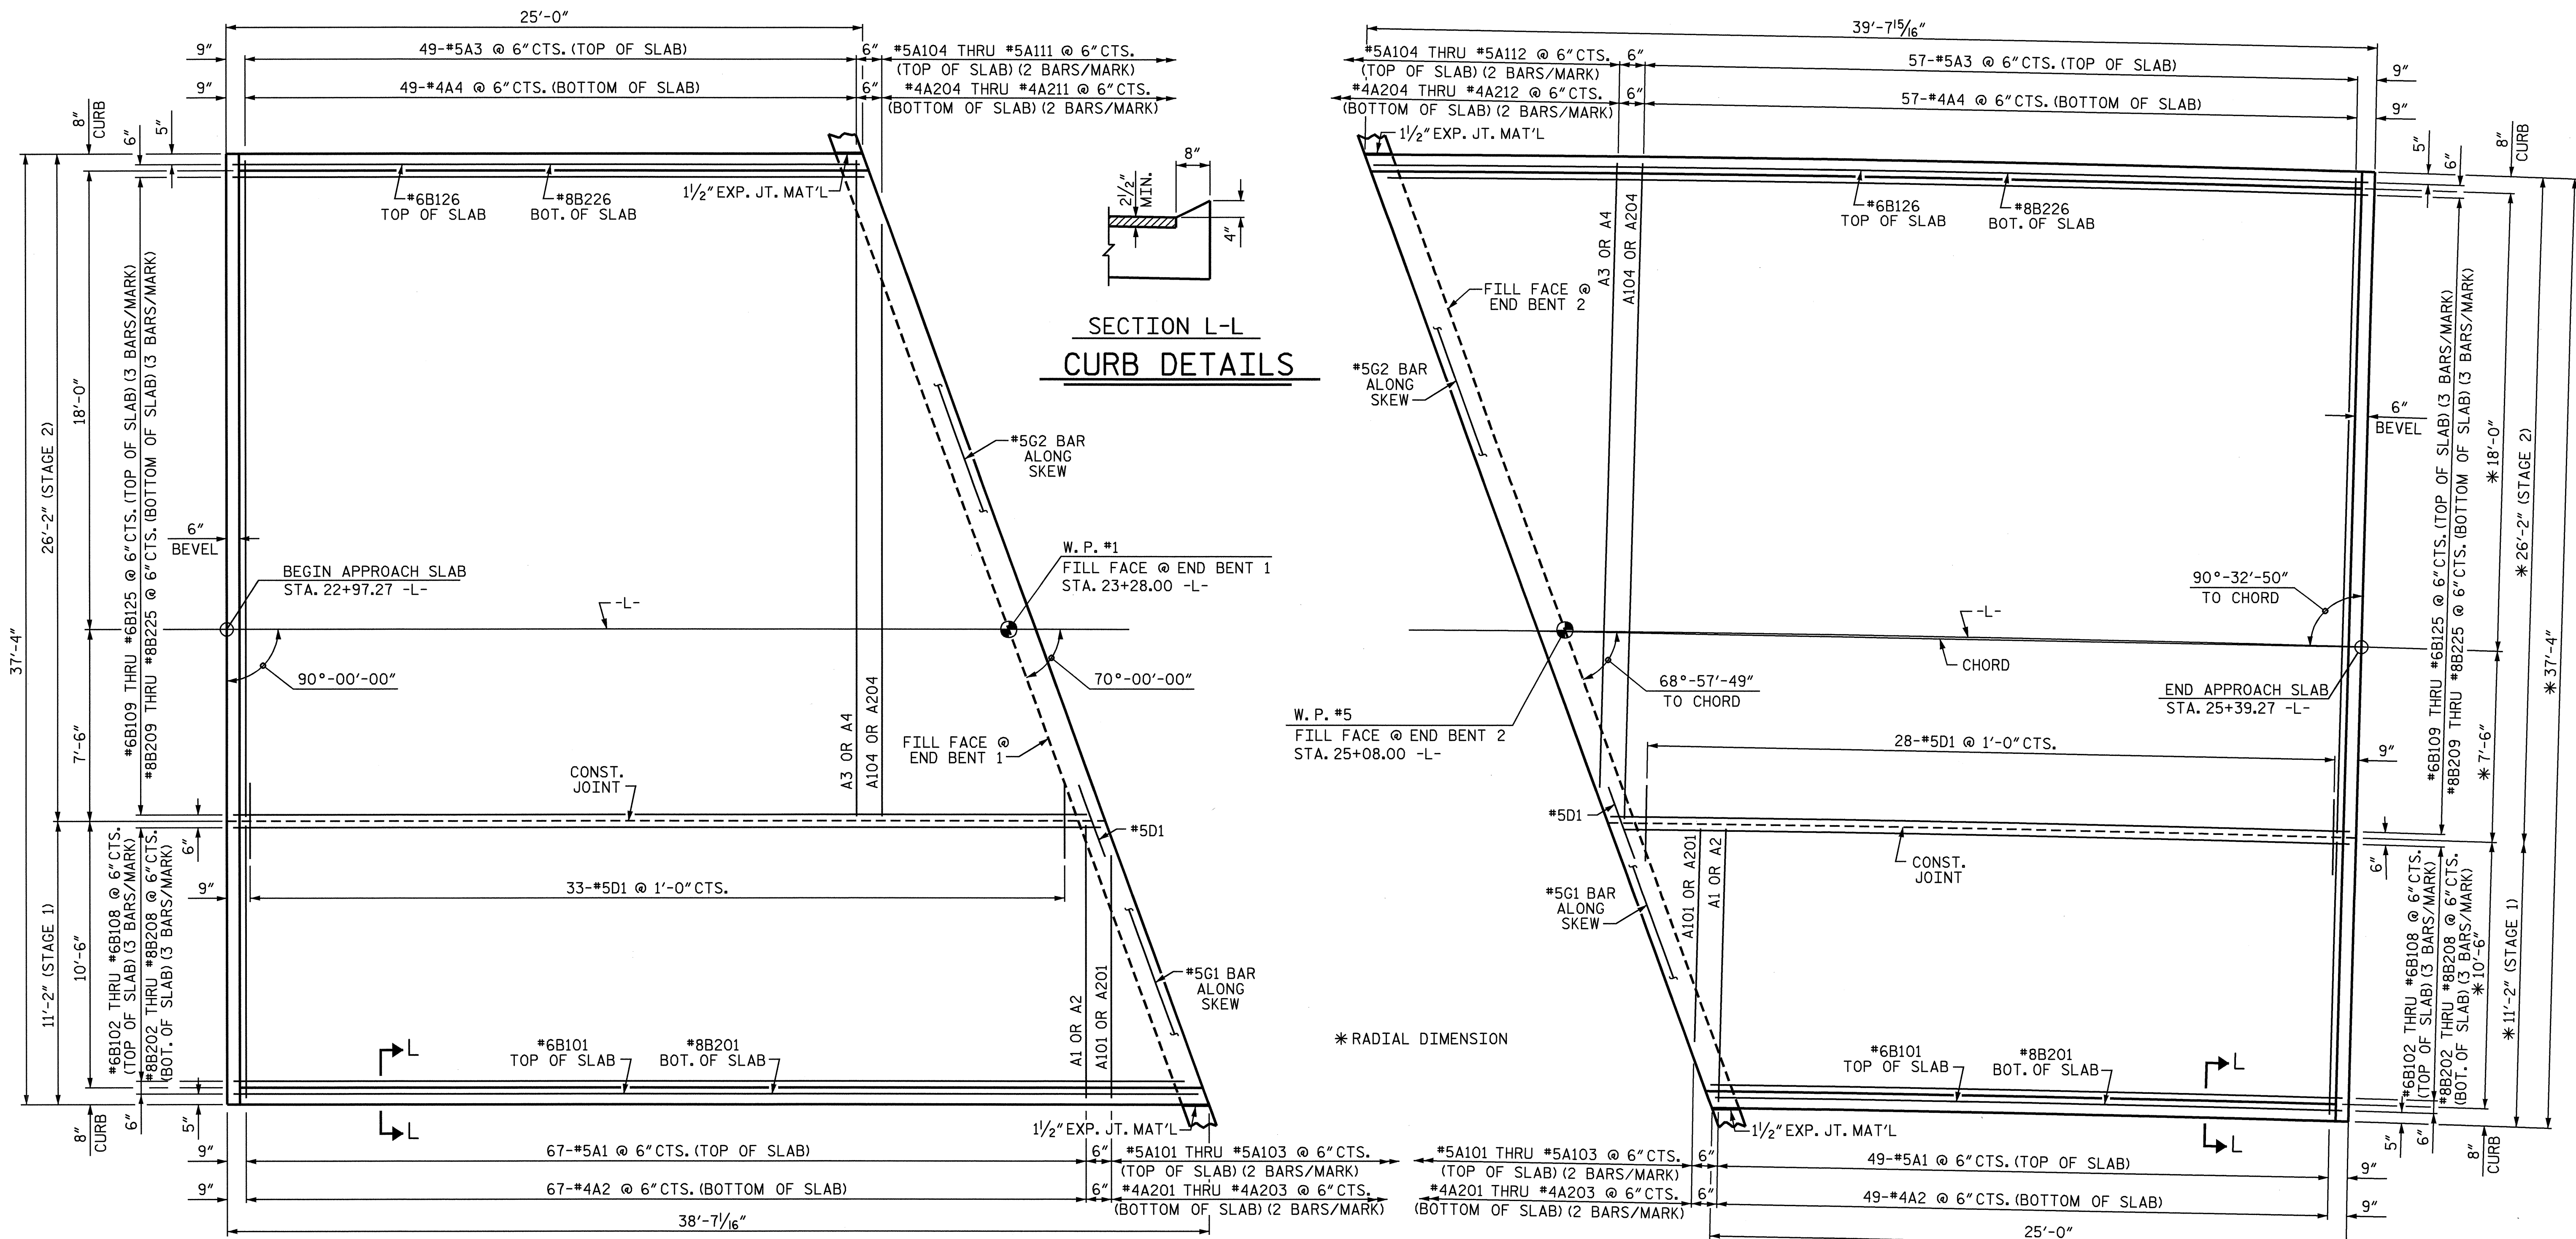 25'-0"
9"
49-#5A3 @ 6"CTS. (TOP OF SLAB)
6"
#5A104 THRU #5A111 @ 6"CTS.
(TOP OF SLAB) (2 BARS/MARK)
9"
49-#4A4 @ 6"CTS. (BOTTOM OF SLAB)
6"
#4A204 THRU #4A211 @ 6"CTS.
(BOTTOM OF SLAB) (2 BARS/MARK)
8"
CURB
6"
5"
#6B126
TOP OF SLAB
#8B226
BOT. OF SLAB
1 1/2" EXP. JT. MAT'L
37'-4"
26'-2" (STAGE 2)
18'-0"
#6B109 THRU #6B125 @ 6"CTS. (TOP OF SLAB) (3 BARS/MARK)
#8B209 THRU #8B225 @ 6"CTS. (BOTTOM OF SLAB) (3 BARS/MARK)
6"
BEVEL
BEGIN APPROACH SLAB
STA. 22+97.27 -L-
-L-
90°-00'-00"
7'-6"
#5G2 BAR
ALONG
SKEW
W. P. #1
FILL FACE @ END BENT 1
STA. 23+28.00 -L-
70°-00'-00"
A3 OR A4
A104 OR A204
FILL FACE @
END BENT 1
CONST.
JOINT
#5D1
6"
9"
33-#5D1 @ 1'-0"CTS.
11'-2" (STAGE 1)
10'-6"
#6B102 THRU #6B108 @ 6"CTS.
(TOP OF SLAB) (3 BARS/MARK)
#8B202 THRU #8B208 @ 6"CTS.
(BOT. OF SLAB) (3 BARS/MARK)
#5G1 BAR
ALONG
SKEW
A1 OR A2
A101 OR A201
L
#6B101
TOP OF SLAB
#8B201
BOT. OF SLAB
L
8"
CURB
6"
5"
1 1/2" EXP. JT. MAT'L
9"
67-#5A1 @ 6"CTS. (TOP OF SLAB)
6"
#5A101 THRU #5A103 @ 6"CTS.
(TOP OF SLAB) (2 BARS/MARK)
9"
67-#4A2 @ 6"CTS. (BOTTOM OF SLAB)
6"
#4A201 THRU #4A203 @ 6"CTS.
(BOTTOM OF SLAB) (2 BARS/MARK)
38'-7 1/16"
8"
2 1/2"
MIN.
4"
SECTION L-L
CURB DETAILS
39'-7 15/16"
#5A104 THRU #5A112 @ 6"CTS.
(TOP OF SLAB) (2 BARS/MARK)
6"
57-#5A3 @ 6"CTS. (TOP OF SLAB)
9"
#4A204 THRU #4A212 @ 6"CTS.
(BOTTOM OF SLAB) (2 BARS/MARK)
6"
57-#4A4 @ 6"CTS. (BOTTOM OF SLAB)
9"
1 1/2" EXP. JT. MAT'L
5"
6"
8"
CURB
#6B126
TOP OF SLAB
#8B226
BOT. OF SLAB
A3 OR A4
A104 OR A204
FILL FACE @
END BENT 2
#5G2 BAR
ALONG
SKEW
6"
BEVEL
#6B109 THRU #6B125 @ 6"CTS. (TOP OF SLAB) (3 BARS/MARK)
#8B209 THRU #8B225 @ 6"CTS. (BOTTOM OF SLAB) (3 BARS/MARK)
*18'-0"
*26'-2" (STAGE 2)
*37'-4"
90°-32'-50"
TO CHORD
-L-
CHORD
68°-57'-49"
TO CHORD
END APPROACH SLAB
STA. 25+39.27 -L-
W. P. #5
FILL FACE @ END BENT 2
STA. 25+08.00 -L-
28-#5D1 @ 1'-0"CTS.
9"
*7'-6"
#5D1
CONST.
JOINT
6"
#5G1 BAR
ALONG
SKEW
A101 OR A201
A1 OR A2
#6B102 THRU #6B108 @ 6"CTS.
(TOP OF SLAB) (3 BARS/MARK)
#8B202 THRU #8B208 @ 6"CTS.
(BOT. OF SLAB) (3 BARS/MARK)
*10'-6"
*11'-2" (STAGE 1)
* RADIAL DIMENSION
#6B101
TOP OF SLAB
#8B201
BOT. OF SLAB
L
L
1 1/2" EXP. JT. MAT'L
5"
6"
8"
CURB
#5A101 THRU #5A103 @ 6"CTS.
(TOP OF SLAB) (2 BARS/MARK)
6"
49-#5A1 @ 6"CTS. (TOP OF SLAB)
9"
#4A201 THRU #4A203 @ 6"CTS.
(BOTTOM OF SLAB) (2 BARS/MARK)
6"
49-#4A2 @ 6"CTS. (BOTTOM OF SLAB)
9"
25'-0"